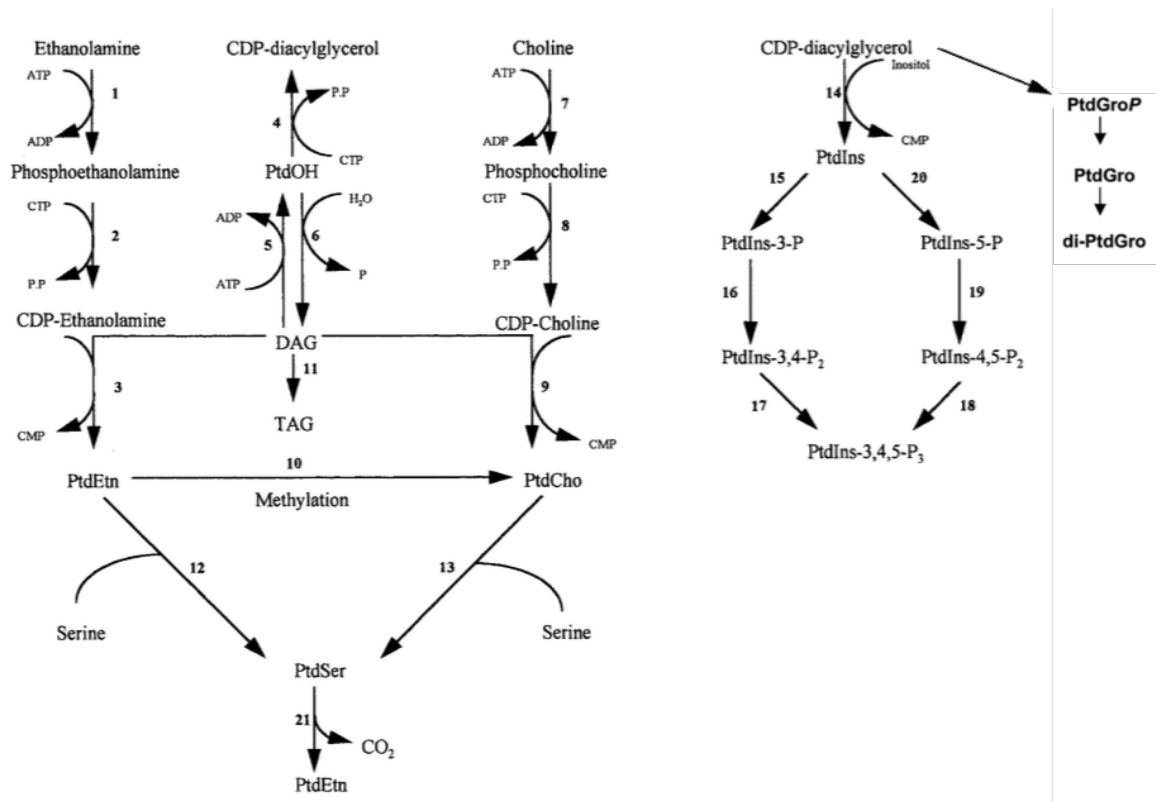 Ethanolamine
CDP-diacylglycerol
Choline
CDP-diacylglycerol
ATP
1
ADP
P.P
4
CTP
ATP
7
ADP
Inositol
14
CMP
PtdGroP
Phosphoethanolamine
PtdOH
Phosphocholine
PtdIns
PtdGro
CTP
2
P.P
ADP
5
ATP
6
H₂O
P
CTP
8
P.P
15
20
PtdIns-3-P
PtdIns-5-P
di-PtdGro
16
19
CDP-Ethanolamine
DAG
CDP-Choline
3
CMP
11
TAG
9
CMP
PtdIns-3,4-P₂
PtdIns-4,5-P₂
17
18
PtdIns-3,4,5-P₃
PtdEtn
10
Methylation
PtdCho
12
13
Serine
Serine
PtdSer
21
CO₂
PtdEtn